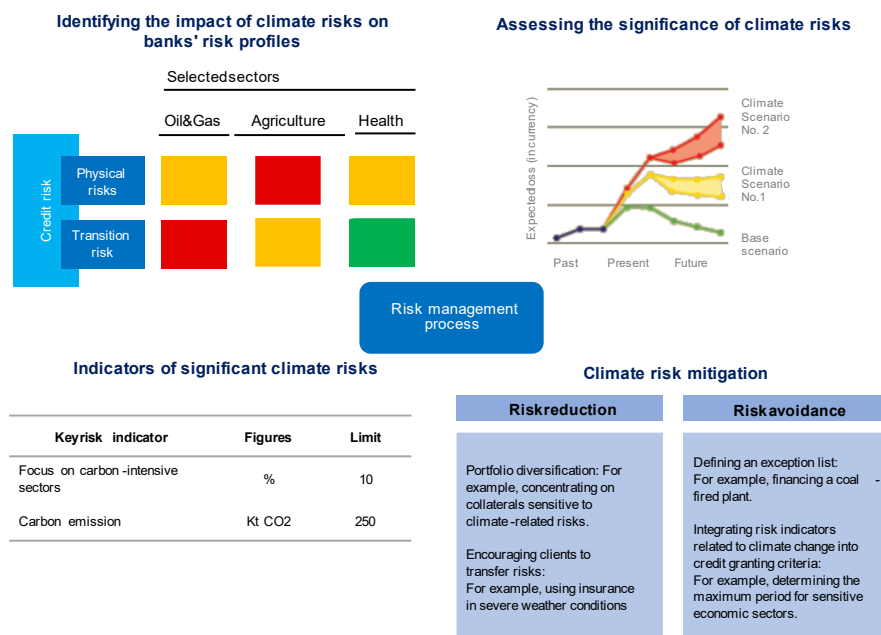 Identifying the impact of climate risks on
banks' risk profiles
Selectedsectors
Oil&Gas
Agriculture
Health
Credit risk
Physical
risks
Transition
risk
Assessing the significance of climate risks
Expected loss (in currency)
Climate
Scenario
No. 2
Climate
Scenario
No.1
Base
scenario
Past
Present
Future
Risk management
process
Indicators of significant climate risks
Keyrisk indicator
Figures
Limit
Focus on carbon -intensive
sectors
%
10
Carbon emission
Kt CO2
250
Climate risk mitigation
Riskreduction
Portfolio diversification: For
example, concentrating on
collaterals sensitive to
climate -related risks.
Encouraging clients to
transfer risks:
For example, using insurance
in severe weather conditions
Riskavoidance
Defining an exception list:
For example, financing a coal -
fired plant.
Integrating risk indicators
related to climate change into
credit granting criteria:
For example, determining the
maximum period for sensitive
economic sectors.